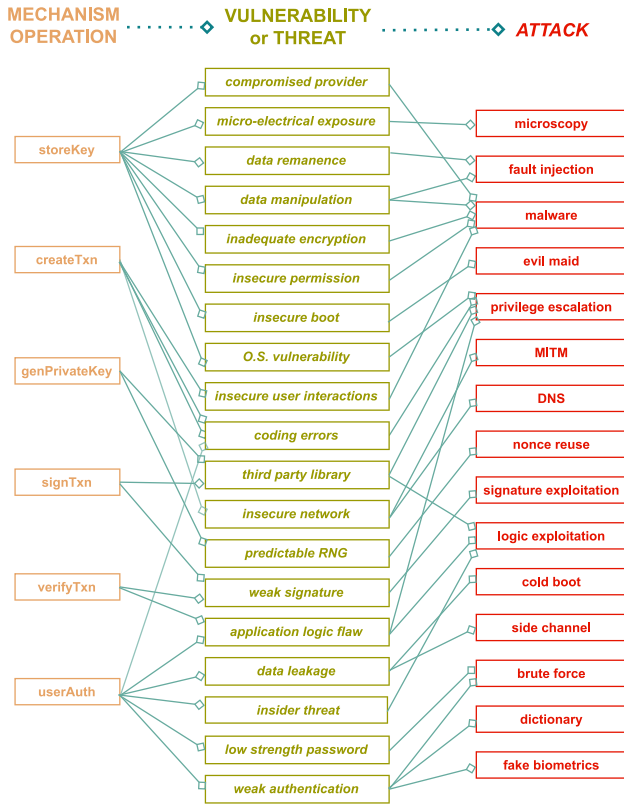 MECHANISM
OPERATION
VULNERABILITY
or THREAT
ATTACK
storeKey
createTxn
genPrivateKey
signTxn
verifyTxn
userAuth
compromised provider
micro-electrical exposure
data remanence
data manipulation
inadequate encryption
insecure permission
insecure boot
O.S. vulnerability
insecure user interactions
coding errors
third party library
insecure network
predictable RNG
weak signature
application logic flaw
data leakage
insider threat
low strength password
weak authentication
microscopy
fault injection
malware
evil maid
privilege escalation
MITM
DNS
nonce reuse
signature exploitation
logic exploitation
cold boot
side channel
brute force
dictionary
fake biometrics